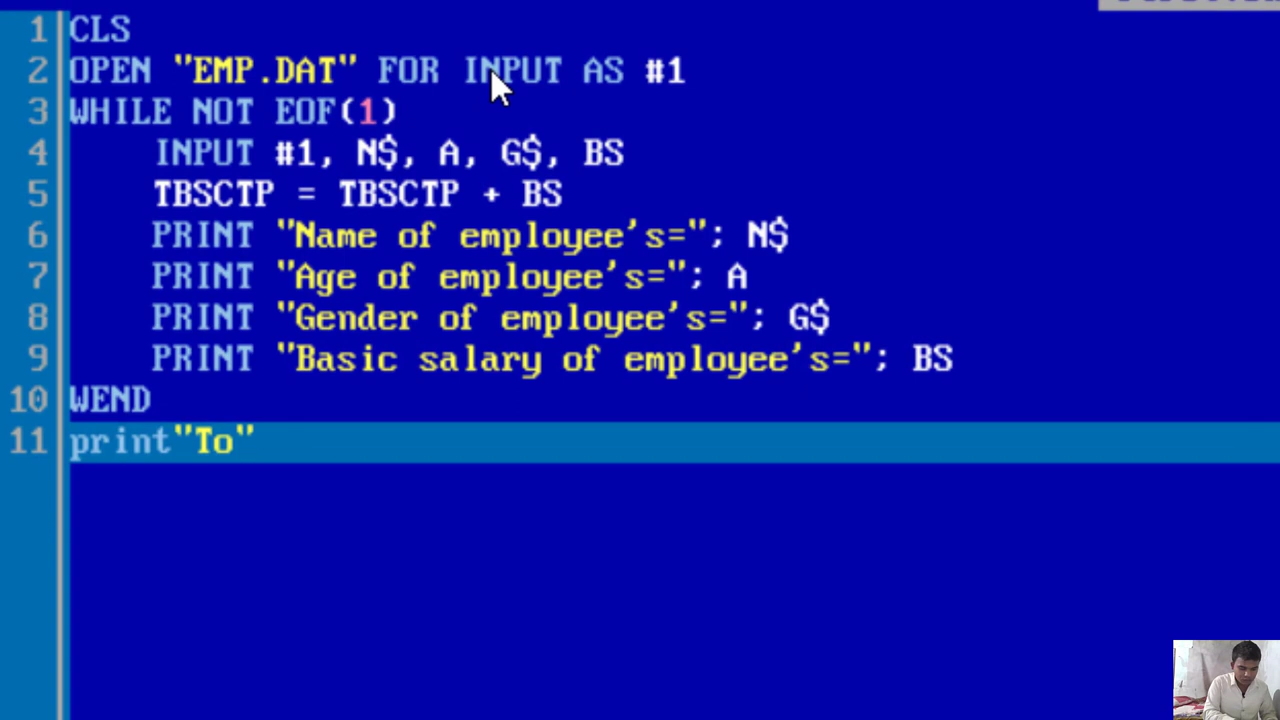 1 CLS
2 OPEN "EMP.DAT" FOR INPUT AS #1
3 WHILE NOT EOF(1)
4 INPUT #1, N$, A, G$, BS
5 TBSCTP = TBSCTP + BS
6 PRINT "Name of employee's="; N$
7 PRINT "Age of employee's="; A
8 PRINT "Gender of employee's="; G$
9 PRINT "Basic salary of employee's="; BS
10 WEND
11 print"To"